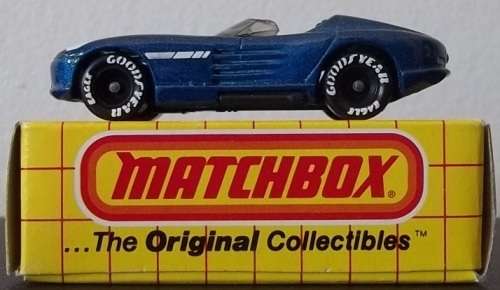 GOODYEAR
EAGLE
GOODYEAR
EAGLE
MATCHBOX®
...The Original Collectibles™